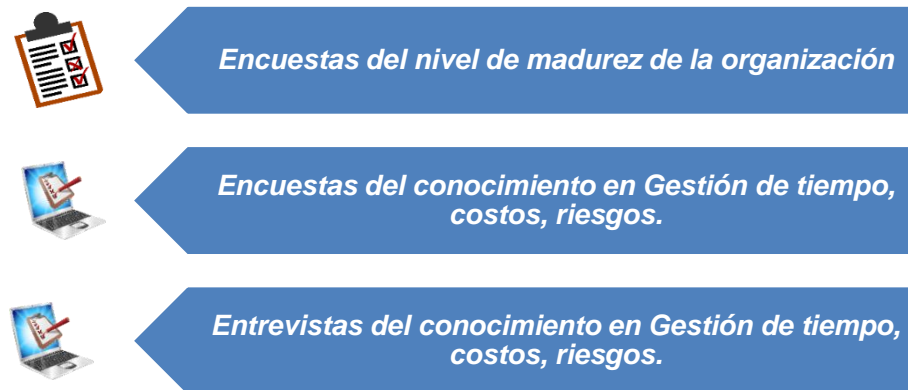 Encuestas del nivel de madurez de la organización
Encuestas del conocimiento en Gestión de tiempo,
costos, riesgos.
Entrevistas del conocimiento en Gestión de tiempo,
costos, riesgos.